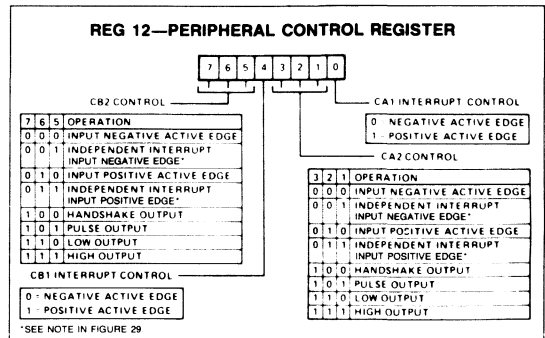 REG 12—PERIPHERAL CONTROL REGISTER
7 6 5 4 3 2 1 0
CB2 CONTROL
7 6 5 OPERATION
0 0 0 INPUT NEGATIVE ACTIVE EDGE
0 0 1 INDEPENDENT INTERRUPT
INPUT NEGATIVE EDGE*
0 1 0 INPUT POSITIVE ACTIVE EDGE
0 1 1 INDEPENDENT INTERRUPT
INPUT POSITIVE EDGE*
1 0 0 HANDSHAKE OUTPUT
1 0 1 PULSE OUTPUT
1 1 0 LOW OUTPUT
1 1 1 HIGH OUTPUT
CB1 INTERRUPT CONTROL
0 = NEGATIVE ACTIVE EDGE
1 - POSITIVE ACTIVE EDGE
*SEE NOTE IN FIGURE 29
CA1 INTERRUPT CONTROL
0 - NEGATIVE ACTIVE EDGE
1 - POSITIVE ACTIVE EDGE
CA2 CONTROL
3 2 1 OPERATION
0 0 0 INPUT NEGATIVE ACTIVE EDGE
0 0 1 INDEPENDENT INTERRUPT
INPUT NEGATIVE EDGE*
0 1 0 INPUT POSITIVE ACTIVE EDGE
0 1 1 INDEPENDENT INTERRUPT
INPUT POSITIVE EDGE*
1 0 0 HANDSHAKE OUTPUT
1 0 1 PULSE OUTPUT
1 1 0 LOW OUTPUT
1 1 1 HIGH OUTPUT